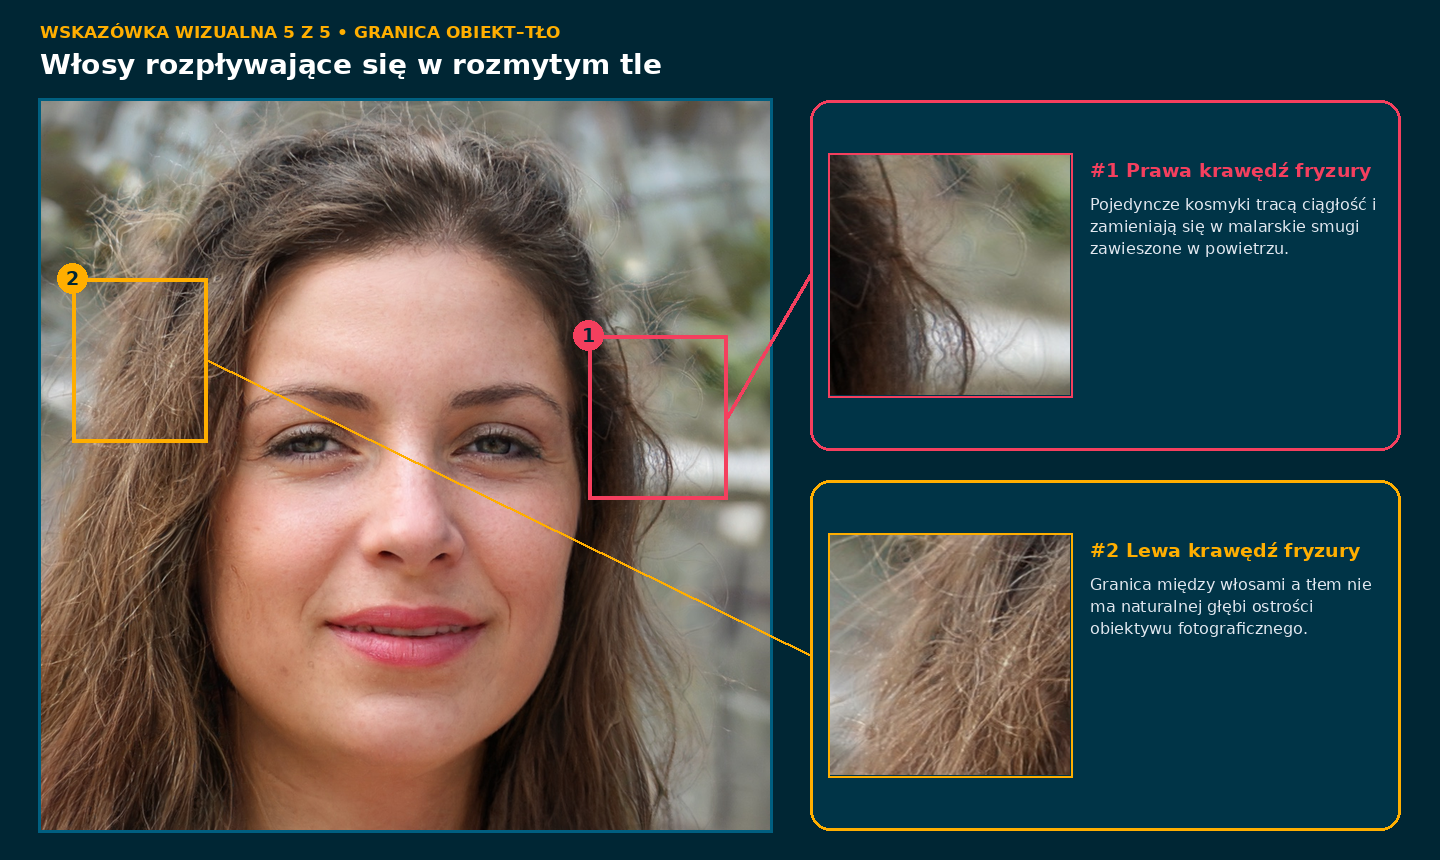 WSKAZÓWKA WIZUALNA 5 Z 5 • GRANICA OBIEKT–TŁO
Włosy rozpływające się w rozmytym tle
2
1
#1 Prawa krawędź fryzury
Pojedyncze kosmyki tracą ciągłość i
zamieniają się w malarskie smugi
zawieszone w powietrzu.
#2 Lewa krawędź fryzury
Granica między włosami a tłem nie
ma naturalnej głębi ostrości
obiektywu fotograficznego.